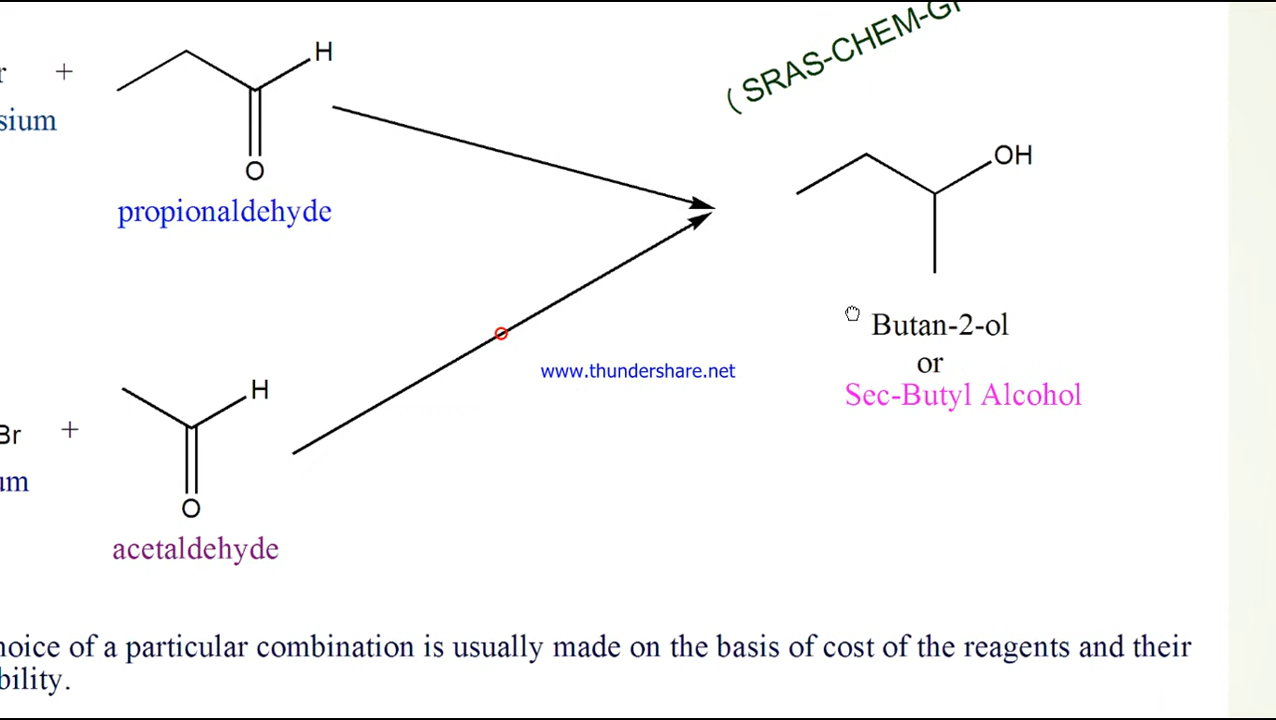 ( SRAS-CHEM-
H
+
sium
O
propionaldehyde
OH
Butan-2-ol
or
Sec-Butyl Alcohol
www.thundershare.net
H
Br +
um
O
acetaldehyde
hoice of a particular combination is usually made on the basis of cost of the reagents and their
bility.